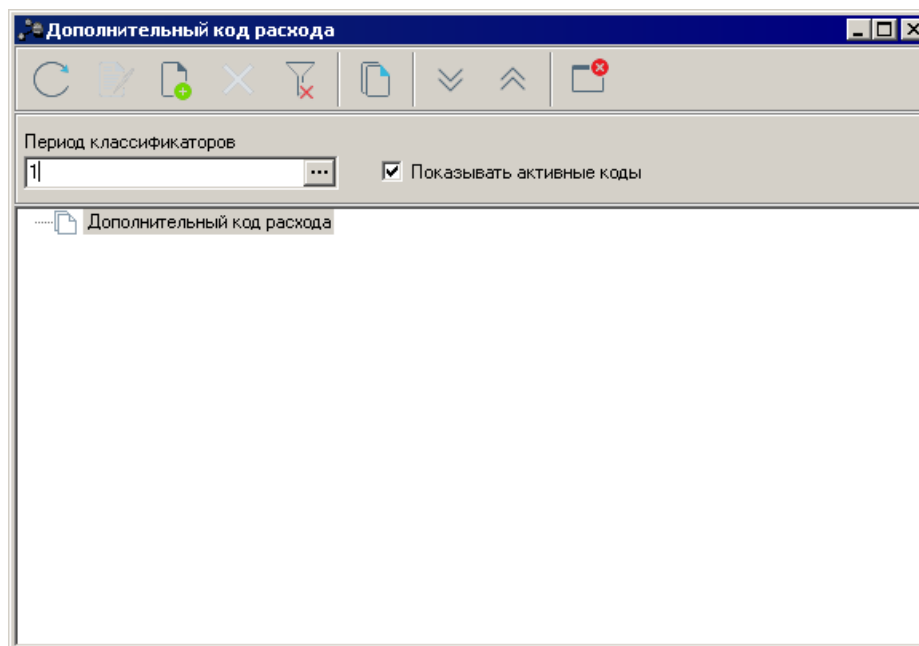 Дополнительный код расхода
Период классификаторов
1
Показывать активные коды
Дополнительный код расхода